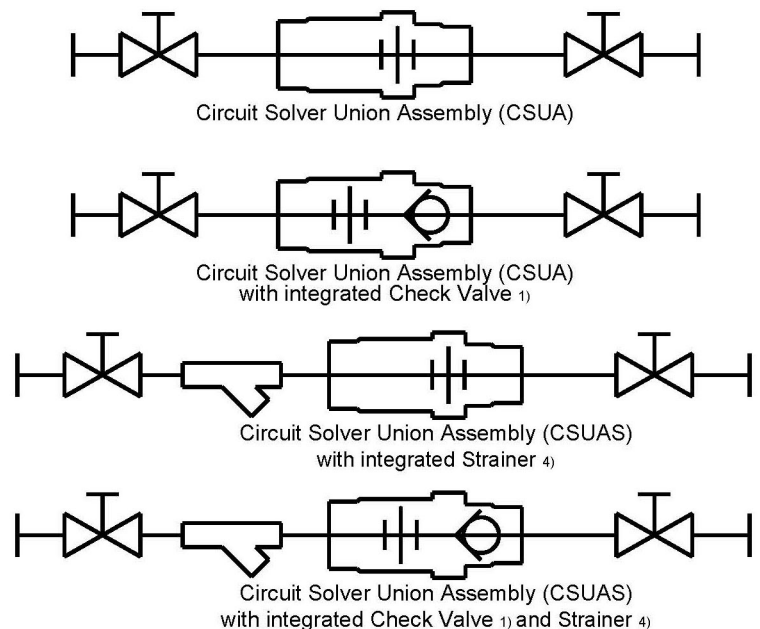 Circuit Solver Union Assembly (CSUA)
Circuit Solver Union Assembly (CSUA)
with integrated Check Valve 1)
Circuit Solver Union Assembly (CSUAS)
with integrated Strainer 4)
Circuit Solver Union Assembly (CSUAS)
with integrated Check Valve 1) and Strainer 4)